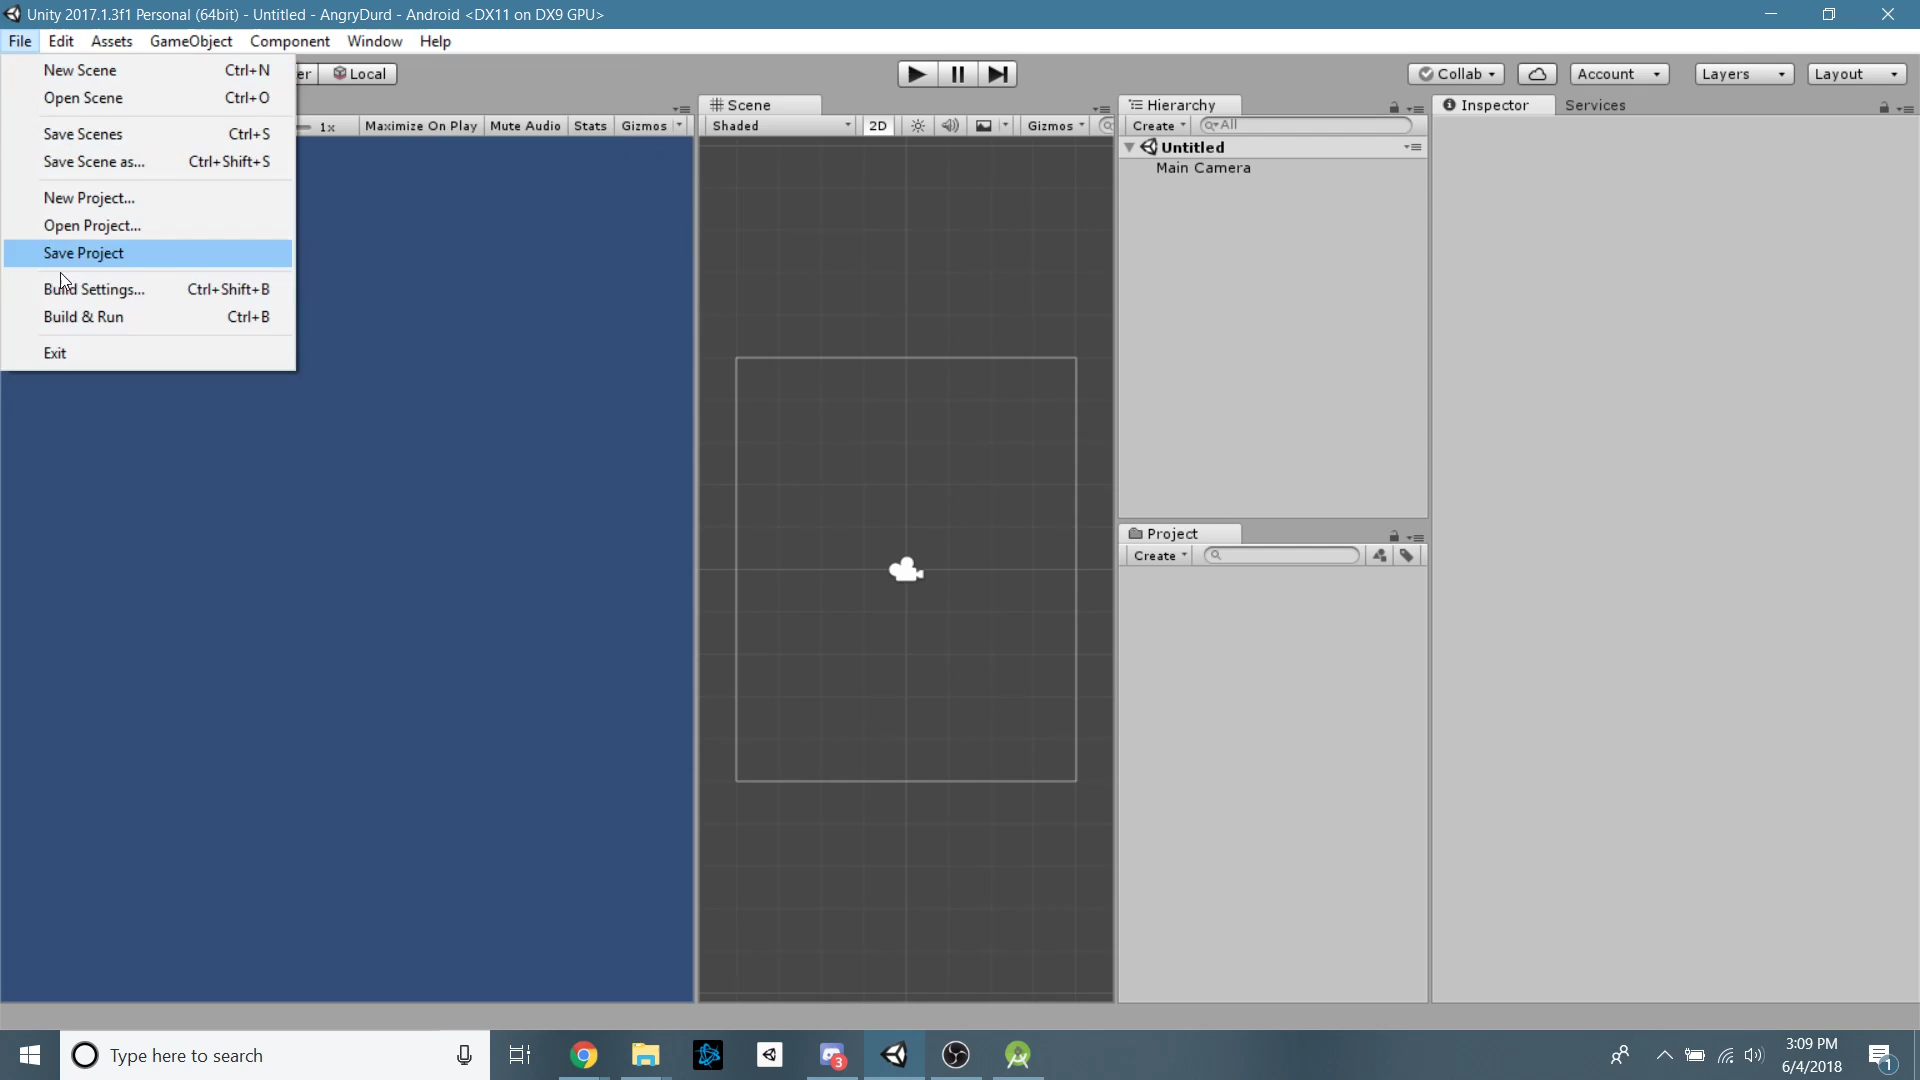 Unity 2017.1.3f1 Personal (64bit) - Untitled - AngryDurd - Android <DX11 on DX9 GPU>
File Edit Assets GameObject Component Window Help
New Scene Ctrl+N
Open Scene Ctrl+O
Save Scenes Ctrl+S
Save Scene as... Ctrl+Shift+S
New Project...
Open Project...
Save Project
Build Settings... Ctrl+Shift+B
Build & Run Ctrl+B
Exit
er Local
Collab Account Layers Layout
1x Maximize On Play Mute Audio Stats Gizmos
Scene
Shaded 2D Gizmos
Hierarchy
Create All
Untitled
Main Camera
Project
Create
Inspector Services
Type here to search
3
3:09 PM
6/4/2018
1